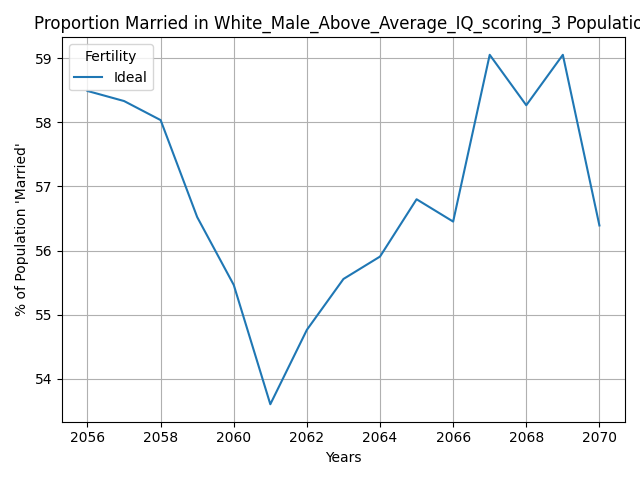 Proportion Married in White_Male_Above_Average_IQ_scoring_3 Populatio
Fertility
Ideal
59
58
57
56
55
54
% of Population 'Married'
2056 2058 2060 2062 2064 2066 2068 2070
Years